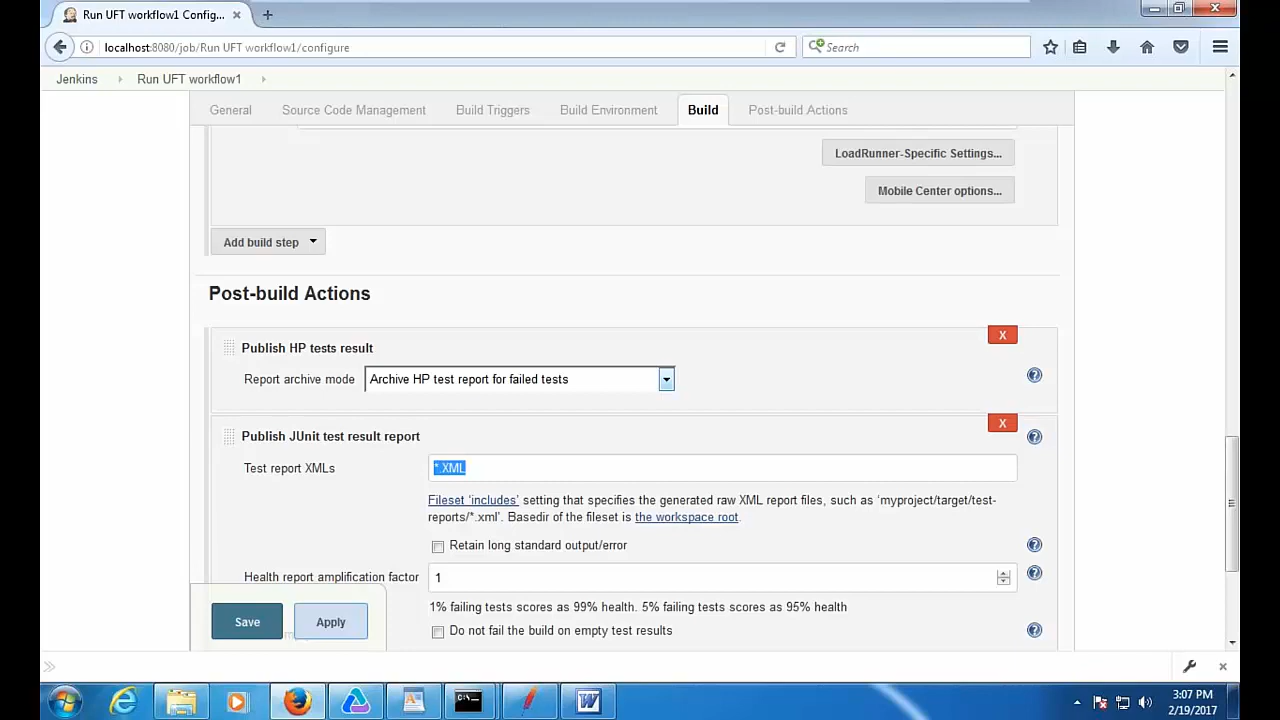 Run UFT workflow1 Config...
localhost:8080/job/Run UFT workflow1/configure
Search
Jenkins
Run UFT workflow1
General
Source Code Management
Build Triggers
Build Environment
Build
Post-build Actions
LoadRunner-Specific Settings...
Mobile Center options...
Add build step
Post-build Actions
X
Publish HP tests result
Report archive mode
Archive HP test report for failed tests
X
Publish JUnit test result report
Test report XMLs
*.XML
Fileset ‘includes’ setting that specifies the generated raw XML report files, such as ‘myproject/target/test-
reports/*.xml’. Basedir of the fileset is the workspace root.
Retain long standard output/error
Health report amplification factor
1
1% failing tests scores as 99% health. 5% failing tests scores as 95% health
Save
Apply
Do not fail the build on empty test results
3:07 PM
2/19/2017